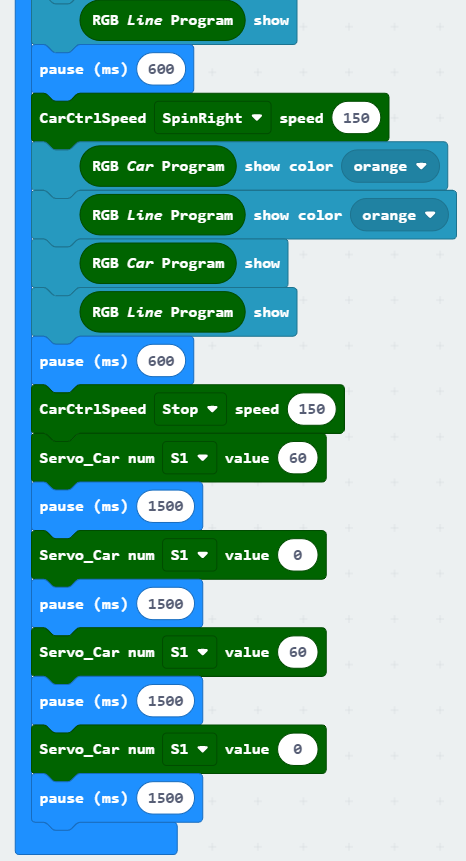 RGB Line Program show
pause (ms) 600
CarCtrlSpeed SpinRight speed 150
RGB Car Program show color orange
RGB Line Program show color orange
RGB Car Program show
RGB Line Program show
pause (ms) 600
CarCtrlSpeed Stop speed 150
Servo_Car num S1 value 60
pause (ms) 1500
Servo_Car num S1 value 0
pause (ms) 1500
Servo_Car num S1 value 60
pause (ms) 1500
Servo_Car num S1 value 0
pause (ms) 1500